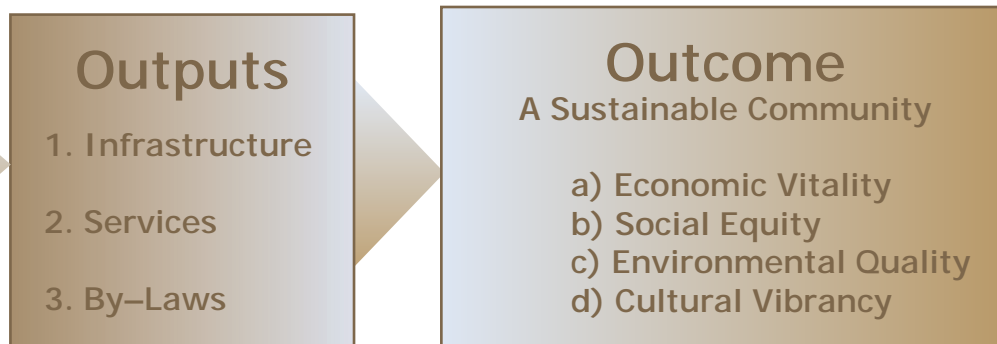 Outputs
1. Infrastructure
2. Services
3. By–Laws
Outcome
A Sustainable Community
a) Economic Vitality
b) Social Equity
c) Environmental Quality
d) Cultural Vibrancy